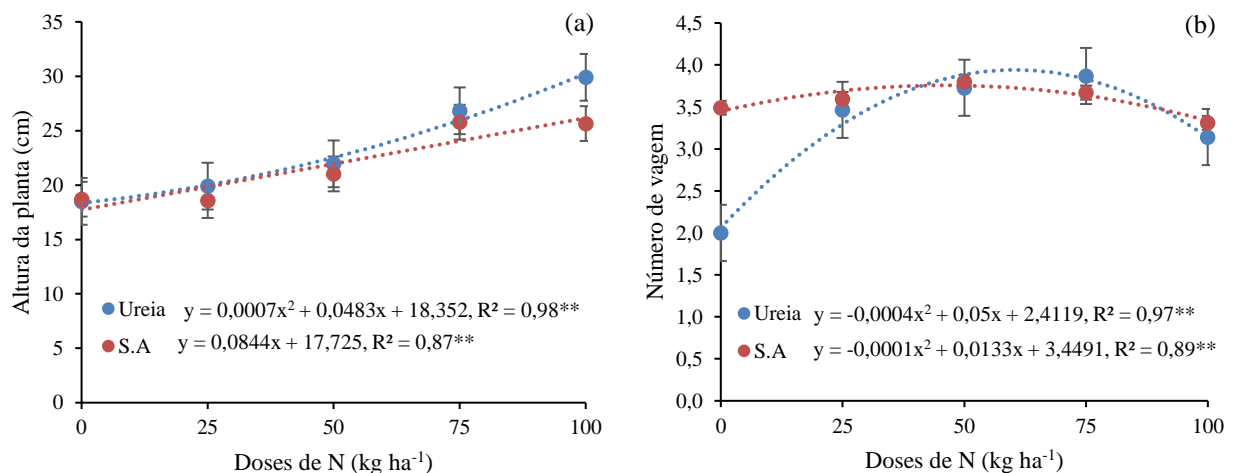 (a)
Altura da planta (cm)
35
30
25
20
15
10
5
0
Ureia y = 0,0007x² + 0,0483x + 18,352, R² = 0,98**
S.A y = 0,0844x + 17,725, R² = 0,87**
0 25 50 75 100
Doses de N (kg ha⁻¹)
(b)
Número de vagem
4,5
4,0
3,5
3,0
2,5
2,0
1,5
1,0
0,5
0,0
Ureia y = -0,0004x² + 0,05x + 2,4119, R² = 0,97**
S.A y = -0,0001x² + 0,0133x + 3,4491, R² = 0,89**
0 25 50 75 100
Doses de N (kg ha⁻¹)